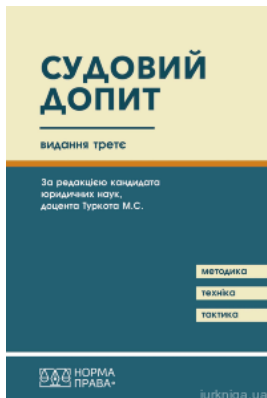 СУДОВИЙ
ДОПИТ
видання третє
За редакцією кандидата
юридичних наук,
доцента Туркота М.С.
методика
техніка
тактика
НОРМА
ПРАВА®
jurkniga.ua